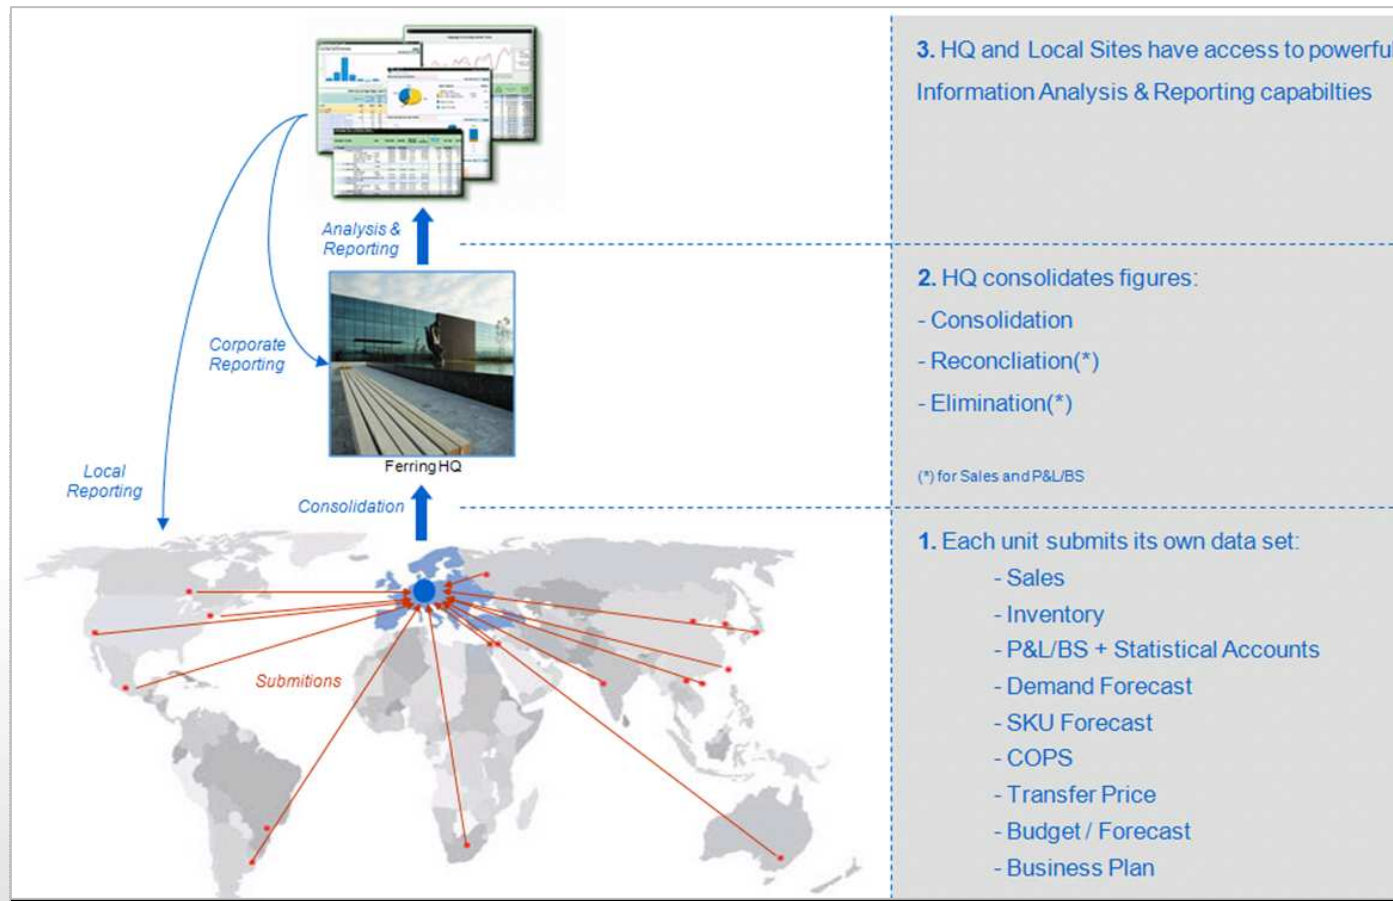 3. HQ and Local Sites have access to powerful
Information Analysis & Reporting capabilties
Analysis &
Reporting
2. HQ consolidates figures:
- Consolidation
- Reconcliation(*)
- Elimination(*)
(*) for Sales and P&L/BS
Corporate
Reporting
Ferring HQ
Local
Reporting
Consolidation
1. Each unit submits its own data set:
- Sales
- Inventory
- P&L/BS + Statistical Accounts
- Demand Forecast
- SKU Forecast
- COPS
- Transfer Price
- Budget / Forecast
- Business Plan
Submitions